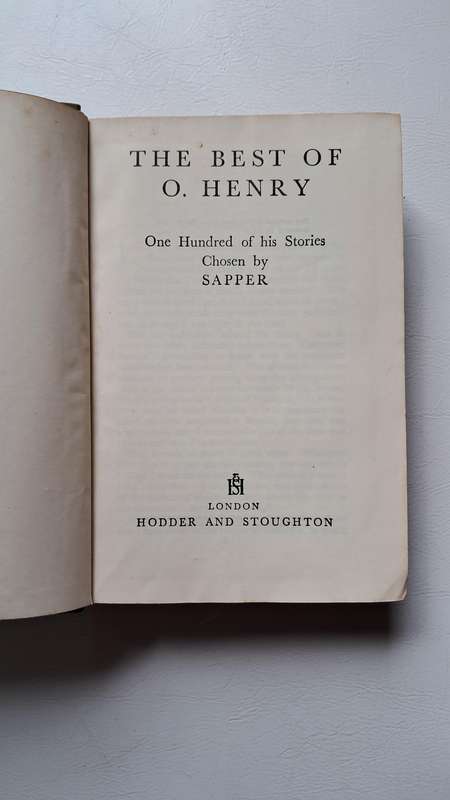 THE BEST OF
O. HENRY
One Hundred of his Stories
Chosen by
SAPPER
LONDON
HODDER AND STOUGHTON